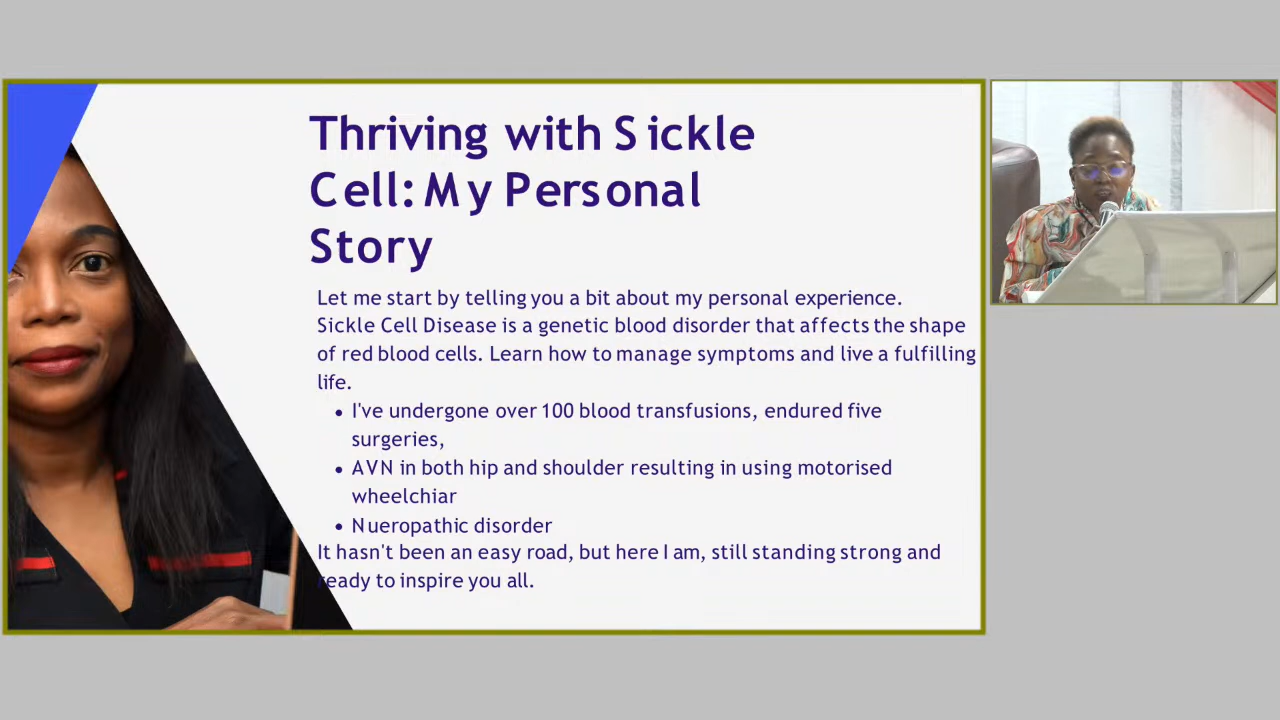 Thriving with Sickle
Cell: My Personal
Story
Let me start by telling you a bit about my personal experience.
Sickle Cell Disease is a genetic blood disorder that affects the shape
of red blood cells. Learn how to manage symptoms and live a fulfilling
life.
• I've undergone over 100 blood transfusions, endured five
surgeries,
• AVN in both hip and shoulder resulting in using motorised
wheelchiar
• Nueropathic disorder
It hasn't been an easy road, but here I am, still standing strong and
ready to inspire you all.